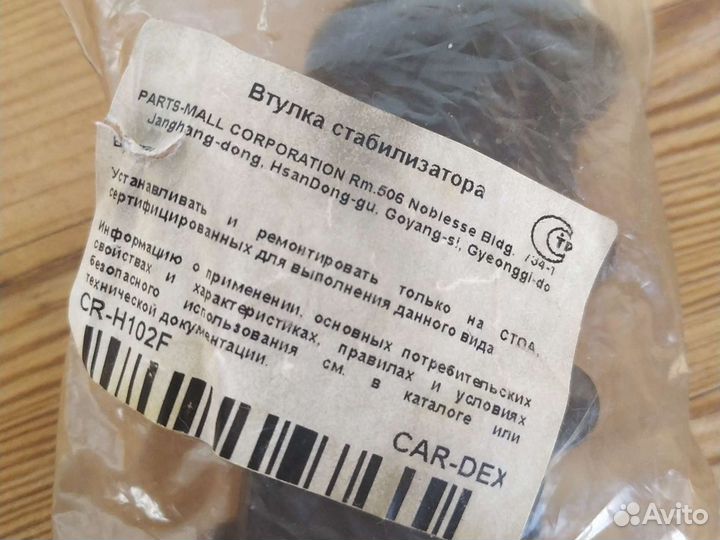 Втулка стабилизатора
PARTS-MALL CORPORATION Rm.506 Noblesse Bldg. 734-1
Janghang-dong, HsanDong-gu, Goyang-si, Gyeonggi-do
Устанавливать и ремонтировать только на СТОА,
сертифицированных для выполнения данного вида
Информацию о применении, основных потребительских
свойствах и характеристиках, правилах и условиях
безопасного использования см. в каталоге или
технической документации.
CR-H102F
CAR-DEX
Avito